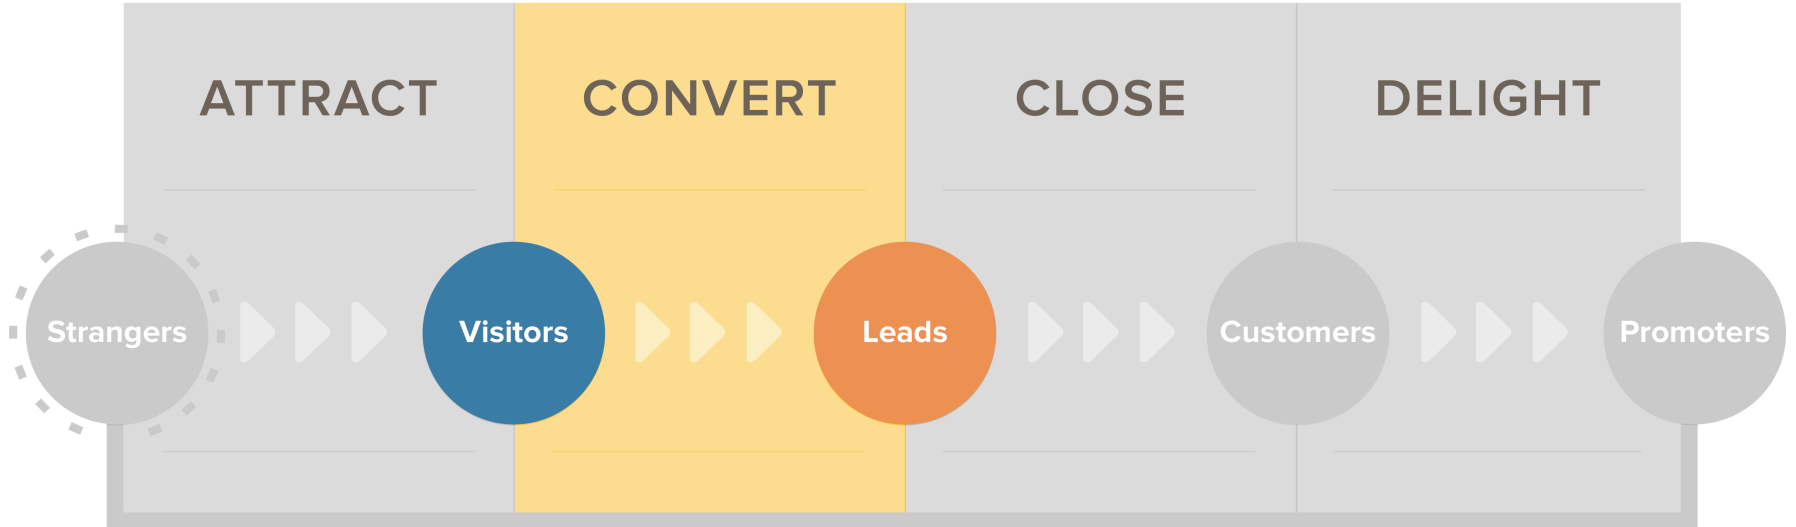 ATTRACT
CONVERT
CLOSE
DELIGHT
Strangers
Visitors
Leads
Customers
Promoters